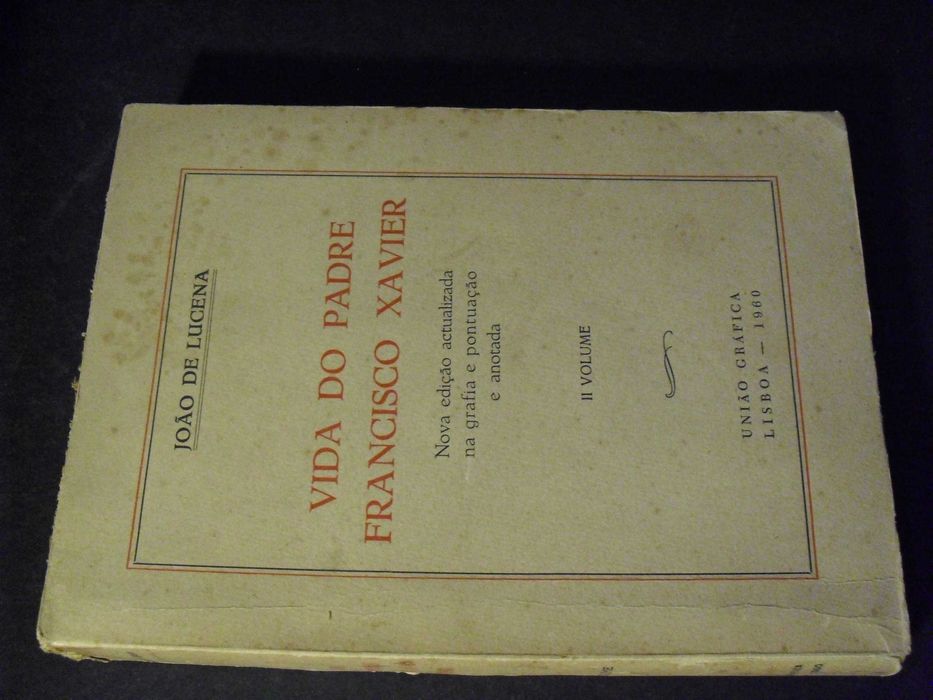 JOÃO DE LUCENA
VIDA DO PADRE
FRANCISCO XAVIER
Nova edição actualizada
na grafia e pontuação
e anotada
II VOLUME
UNIÃO GRÁFICA
LISBOA — 1960